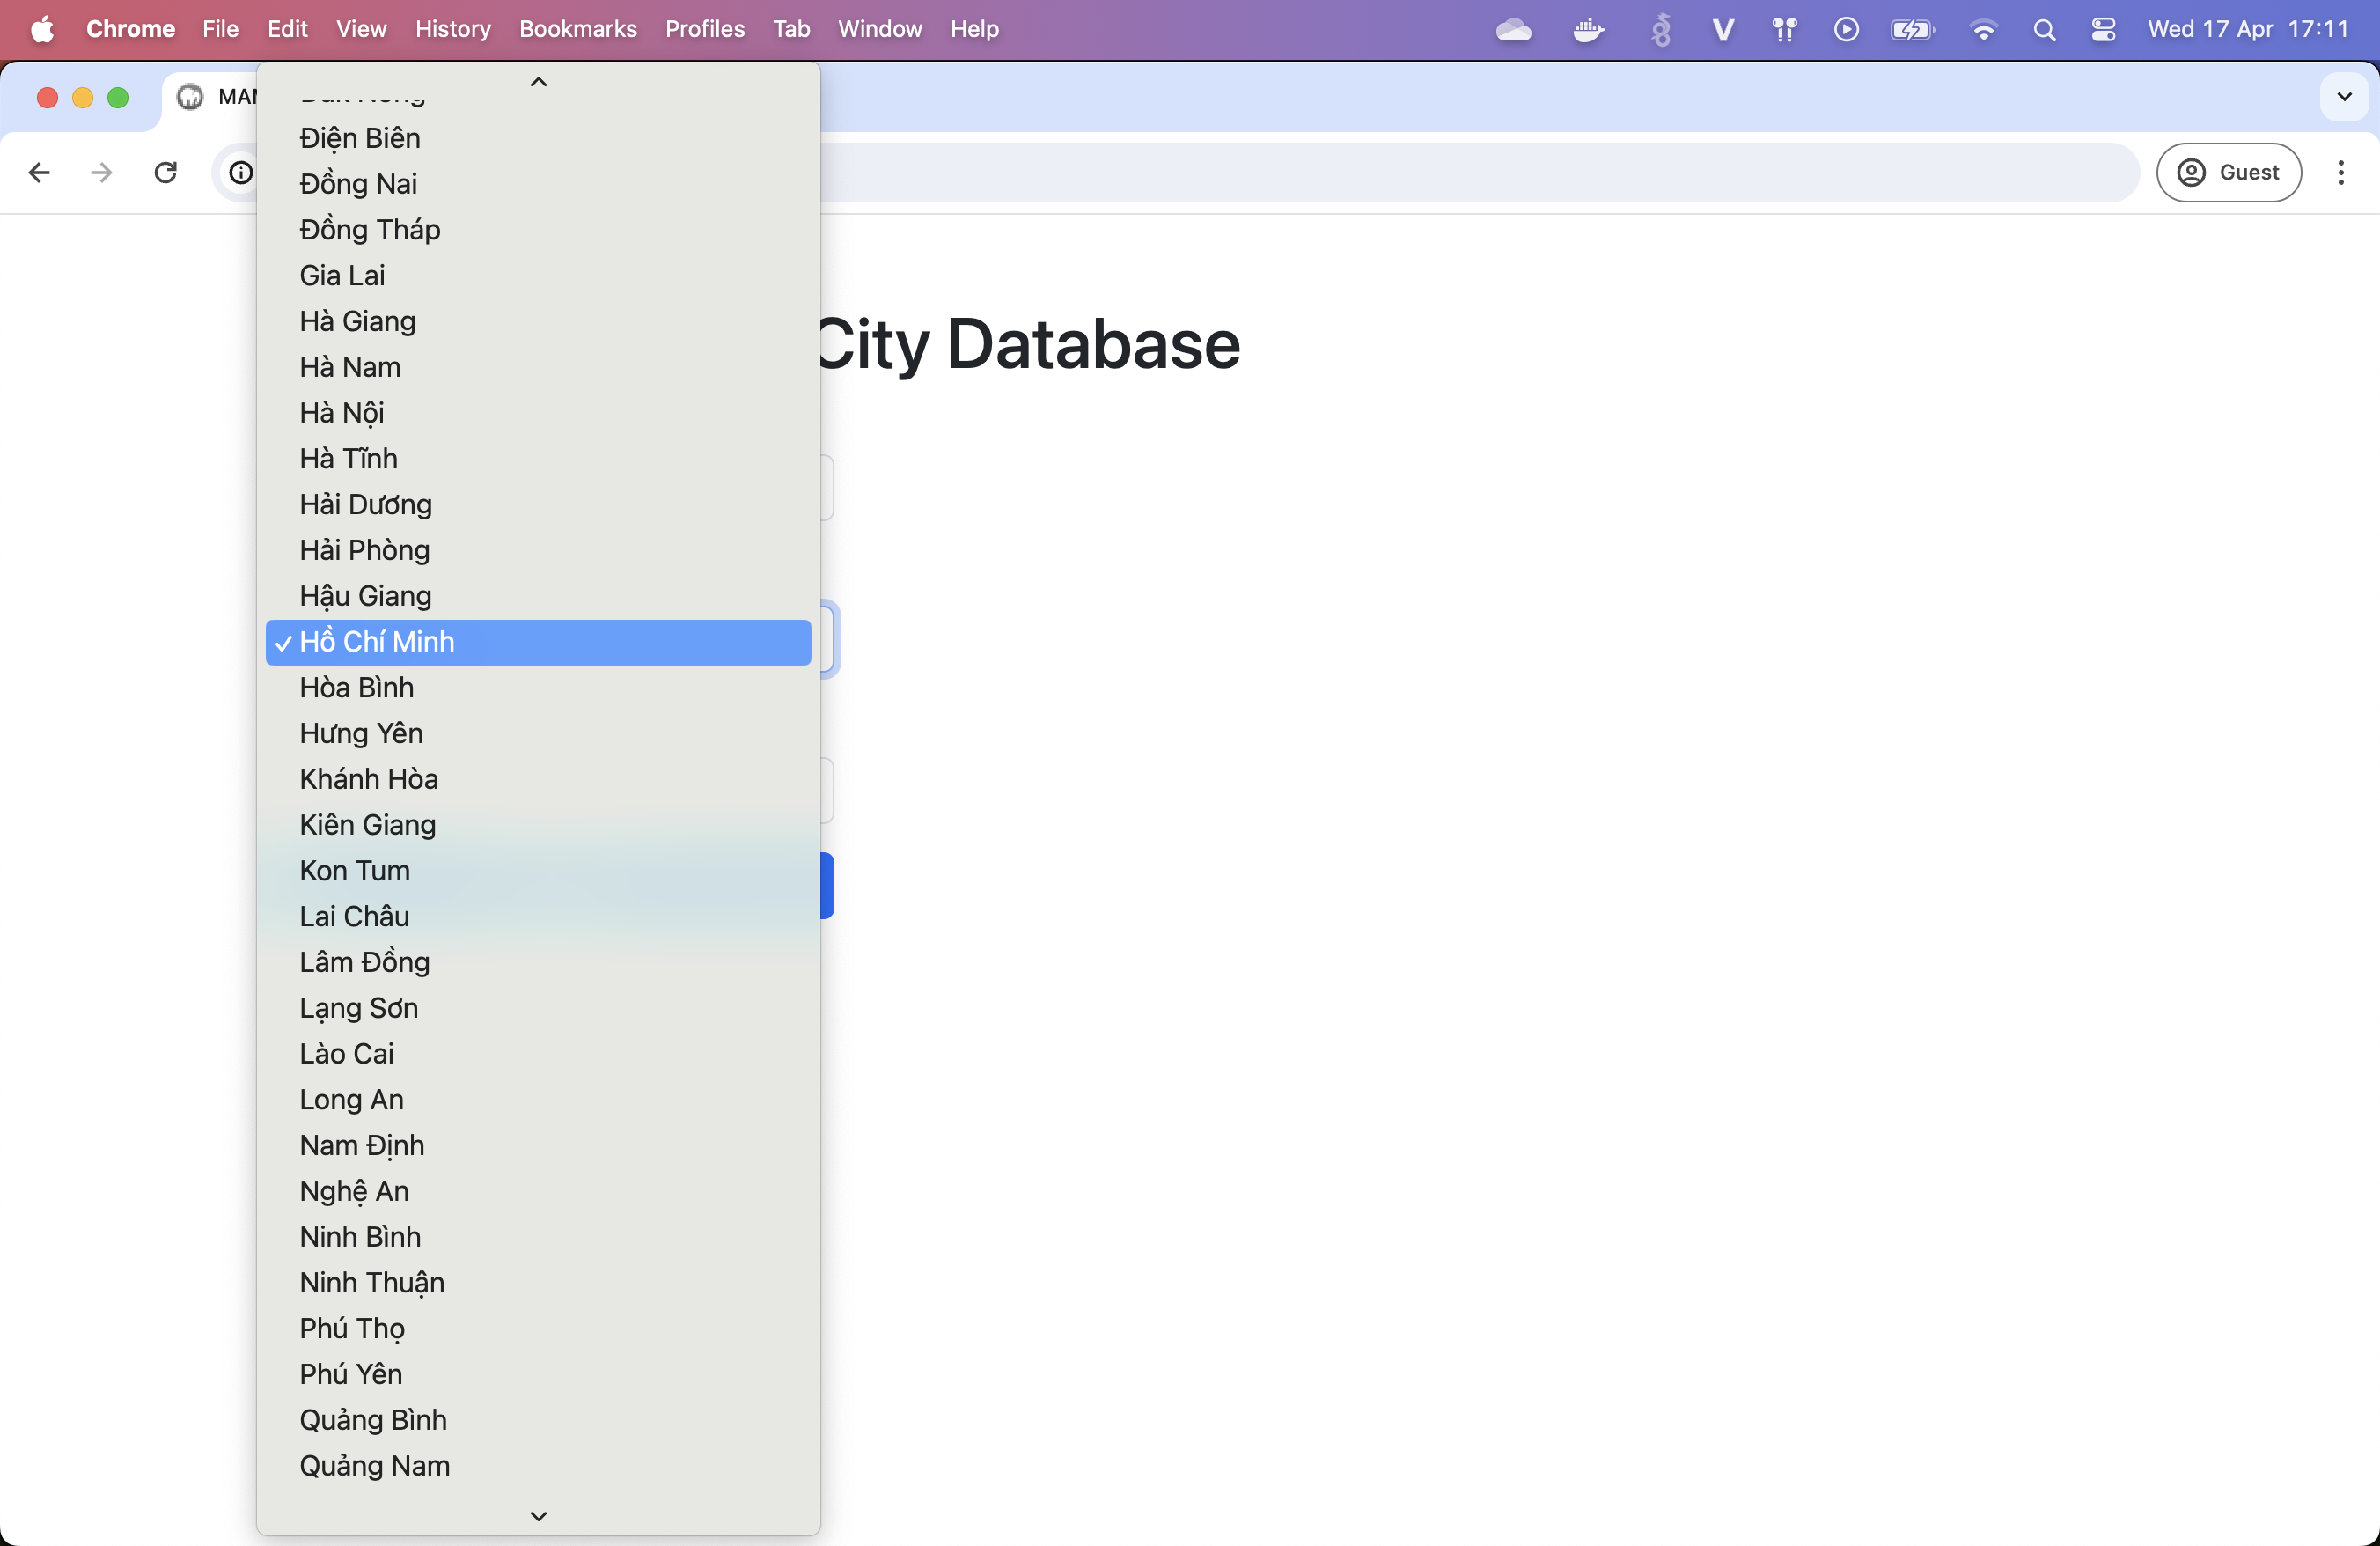 Chrome File Edit View History Bookmarks Profiles Tab Window Help Wed 17 Apr 17:11
Guest
City Database
Điện Biên
Đồng Nai
Đồng Tháp
Gia Lai
Hà Giang
Hà Nam
Hà Nội
Hà Tĩnh
Hải Dương
Hải Phòng
Hậu Giang
Hồ Chí Minh
Hòa Bình
Hưng Yên
Khánh Hòa
Kiên Giang
Kon Tum
Lai Châu
Lâm Đồng
Lạng Sơn
Lào Cai
Long An
Nam Định
Nghệ An
Ninh Bình
Ninh Thuận
Phú Thọ
Phú Yên
Quảng Bình
Quảng Nam